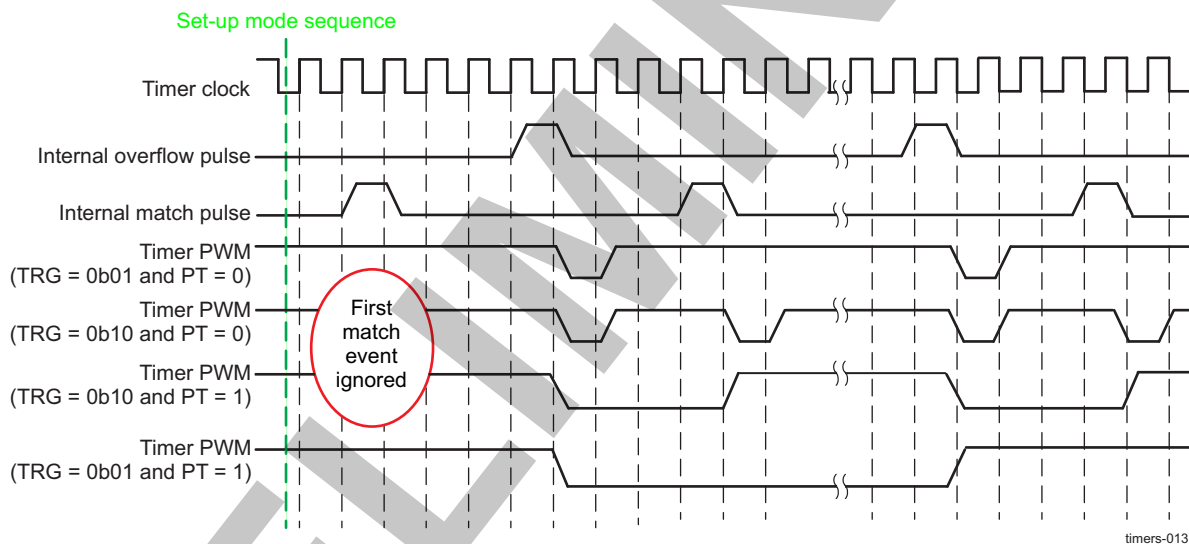 Set-up mode sequence
Timer clock
Internal overflow pulse
Internal match pulse
Timer PWM
(TRG = 0b01 and PT = 0)
Timer PWM
(TRG = 0b10 and PT = 0)
First
match
event
ignored
Timer PWM
(TRG = 0b10 and PT = 1)
Timer PWM
(TRG = 0b01 and PT = 1)
timers-013